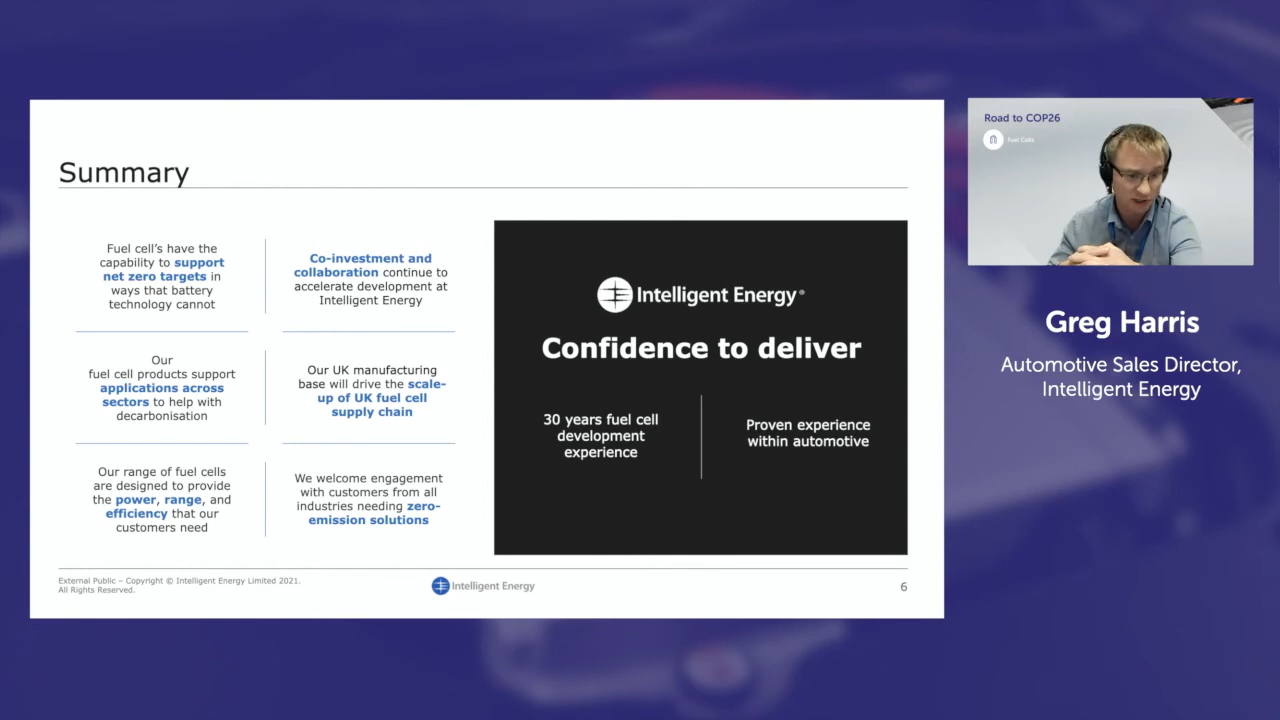 Summary
Fuel cell’s have the
capability to support
net zero targets in
ways that battery
technology cannot
Co-investment and
collaboration continue to
accelerate development at
Intelligent Energy
Our
fuel cell products support
applications across
sectors to help with
decarbonisation
Our UK manufacturing
base will drive the scale-
up of UK fuel cell
supply chain
Our range of fuel cells
are designed to provide
the power, range, and
efficiency that our
customers need
We welcome engagement
with customers from all
industries needing zero-
emission solutions
Intelligent Energy®
Confidence to deliver
30 years fuel cell
development
experience
Proven experience
within automotive
External Public – Copyright © Intelligent Energy Limited 2021.
All Rights Reserved.
Intelligent Energy
6
Road to COP26
Fuel Cells
Greg Harris
Automotive Sales Director,
Intelligent Energy